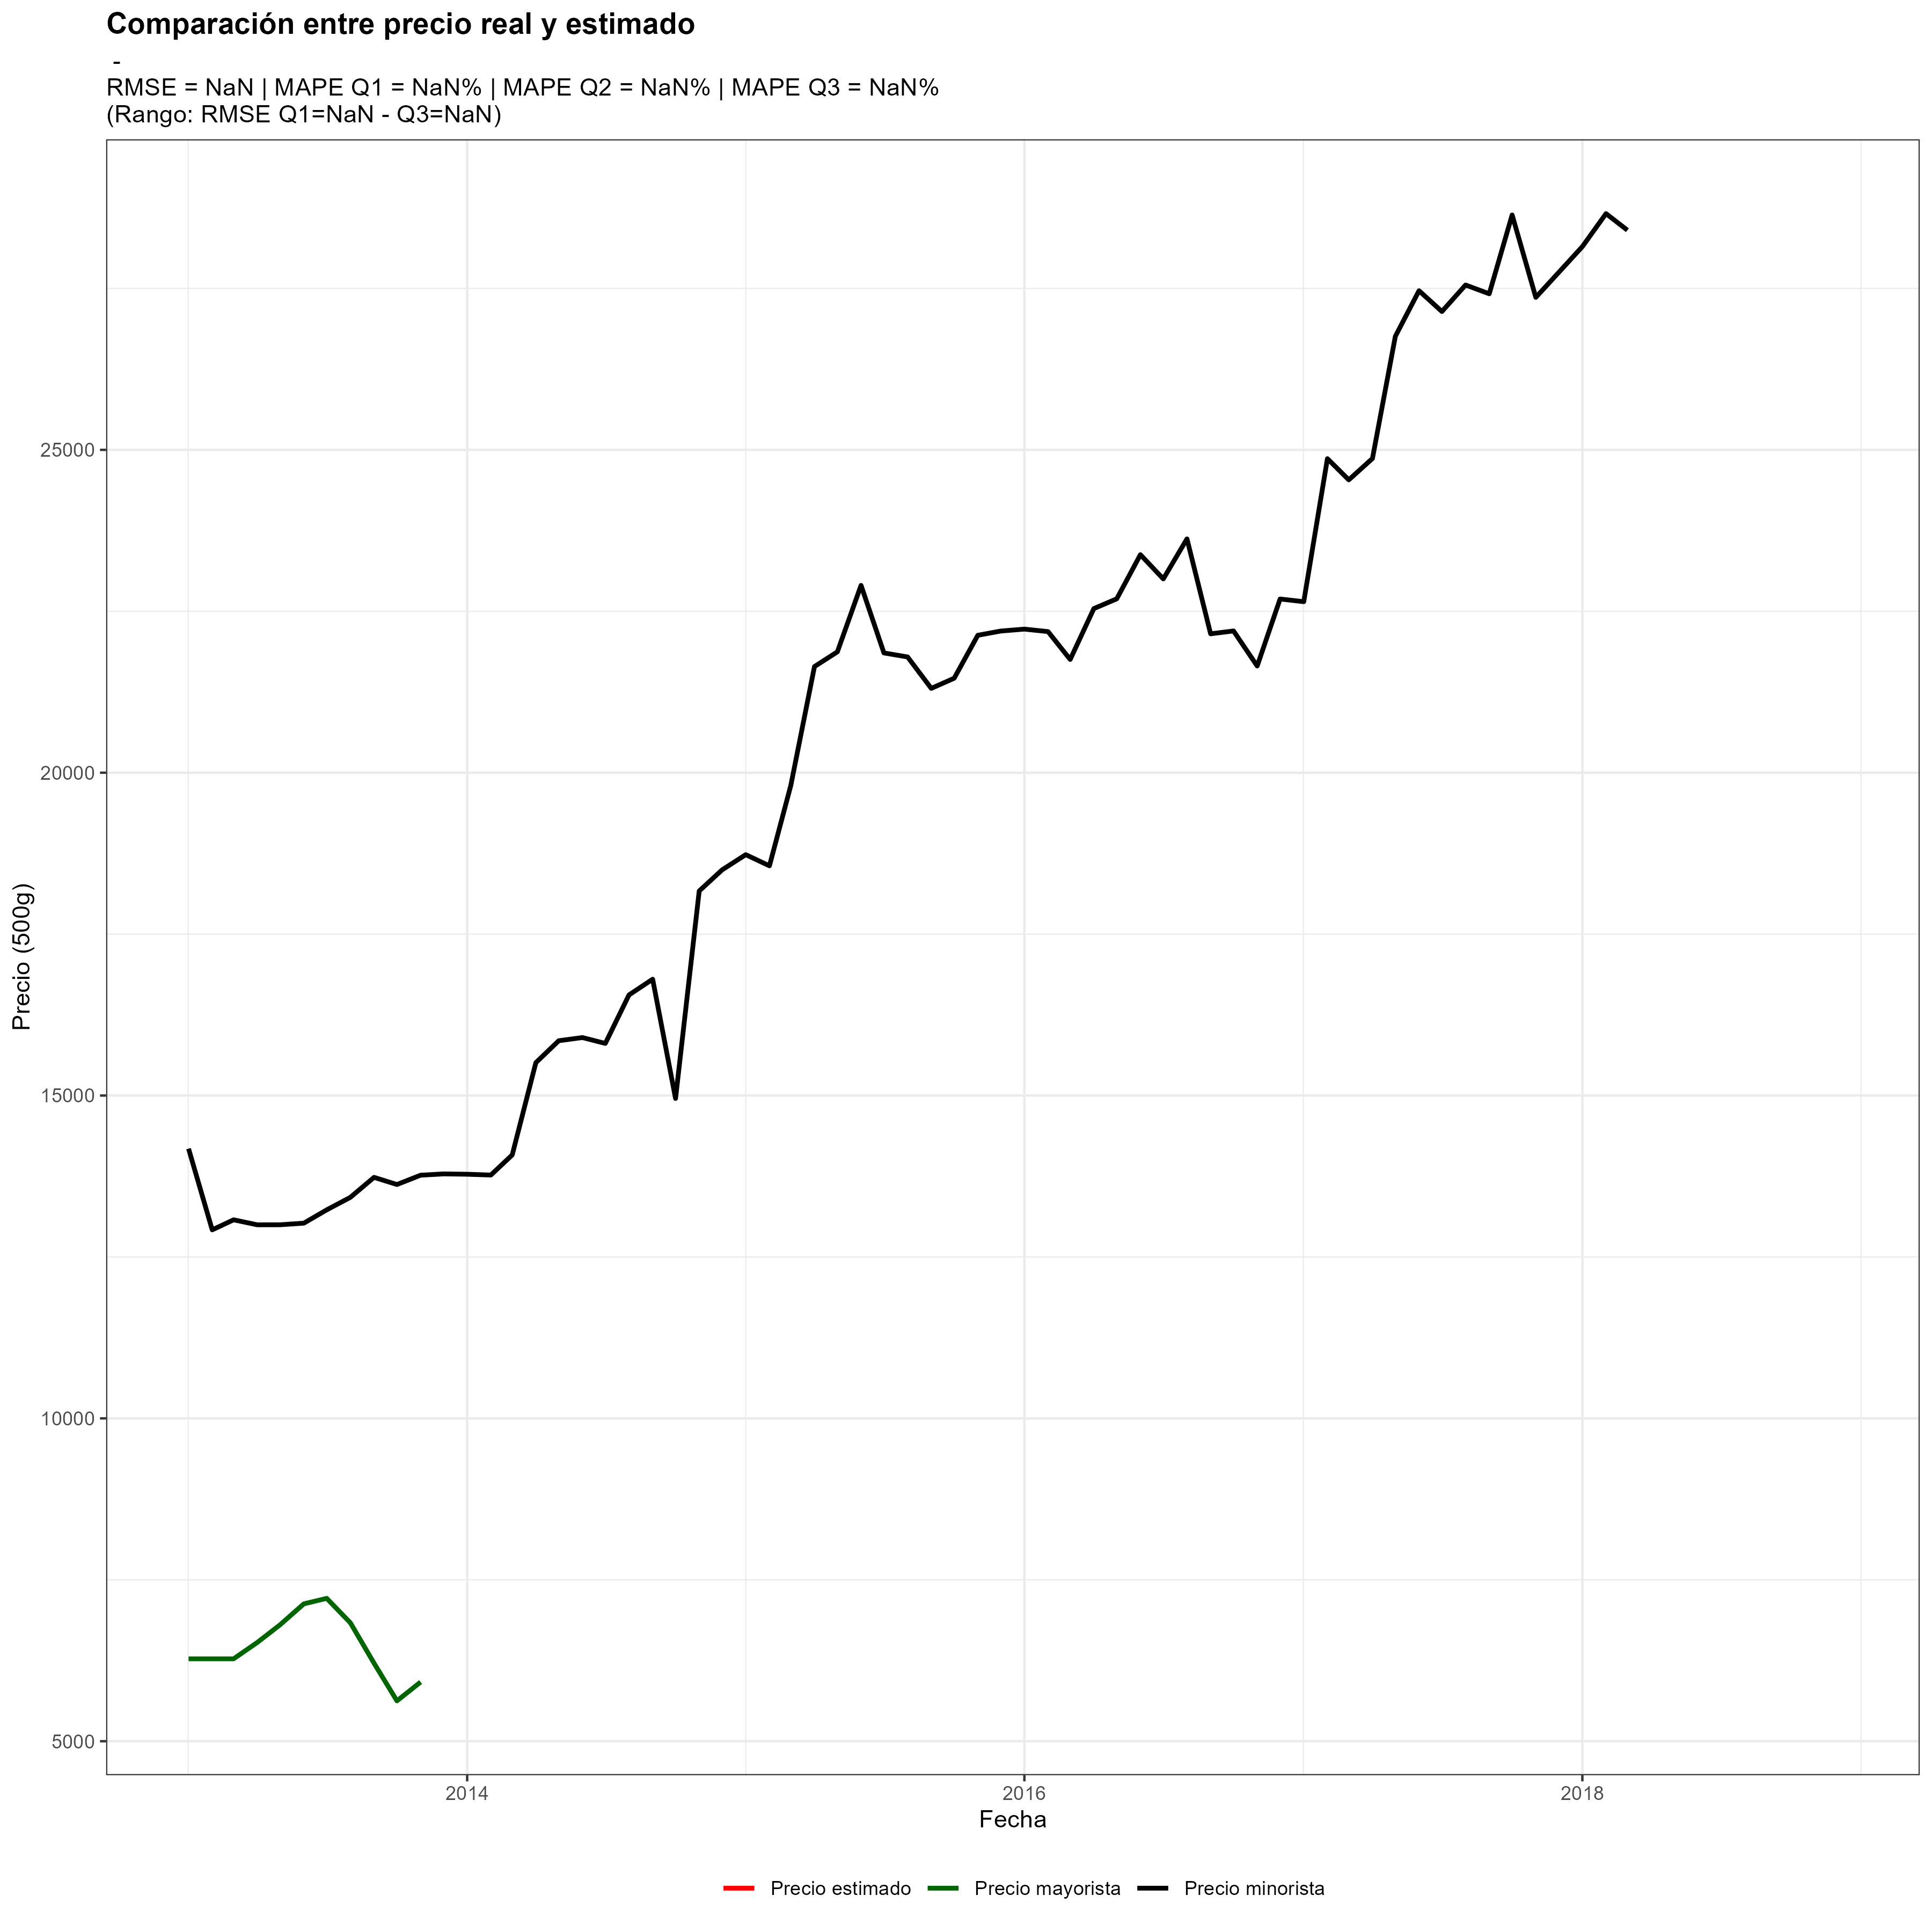 Comparación entre precio real y estimado
-
RMSE = NaN | MAPE Q1 = NaN% | MAPE Q2 = NaN% | MAPE Q3 = NaN%
(Rango: RMSE Q1=NaN - Q3=NaN)
Precio (500g)
25000
20000
15000
10000
5000
2014 2016 2018
Fecha
Precio estimado Precio mayorista Precio minorista